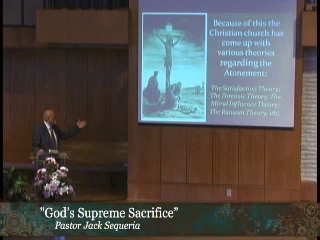 Because of this the
Christian church has
come up with
various theories
regarding the
Atonement:
The Satisfaction Theory;
The Forensic Theory; The
Moral Influence Theory;
The Ransom Theory, etc.
"God's Supreme Sacrifice"
Pastor Jack Sequeria